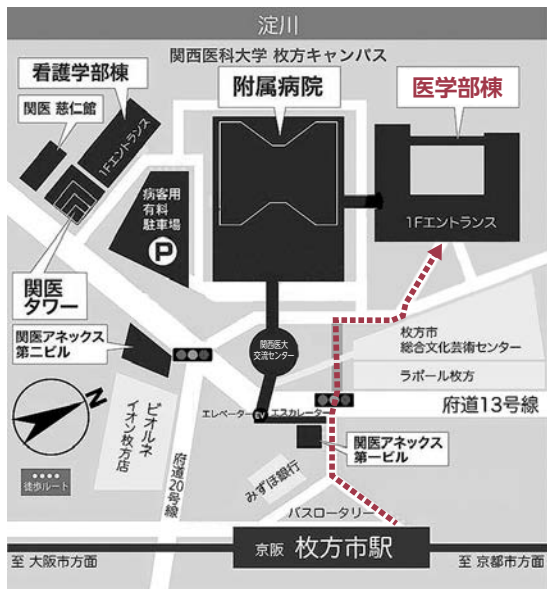 淀川
関西医科大学 枚方キャンパス
看護学部棟
附属病院
医学部棟
関医 慈仁館
1Fエントランス
病客用
有料
駐車場
P
1Fエントランス
関医
タワー
関医アネックス
第二ビル
関西医大
交流センター
枚方市
総合文化芸術センター
ラポール枚方
府道13号線
エレベーター
EV
エスカレーター
関医アネックス
第一ビル
N
ビオルネ
イオン枚方店
府道20号線
みずほ銀行
徒歩ルート
バスロータリー
京阪 枚方市駅
至 大阪市方面
至 京都市方面